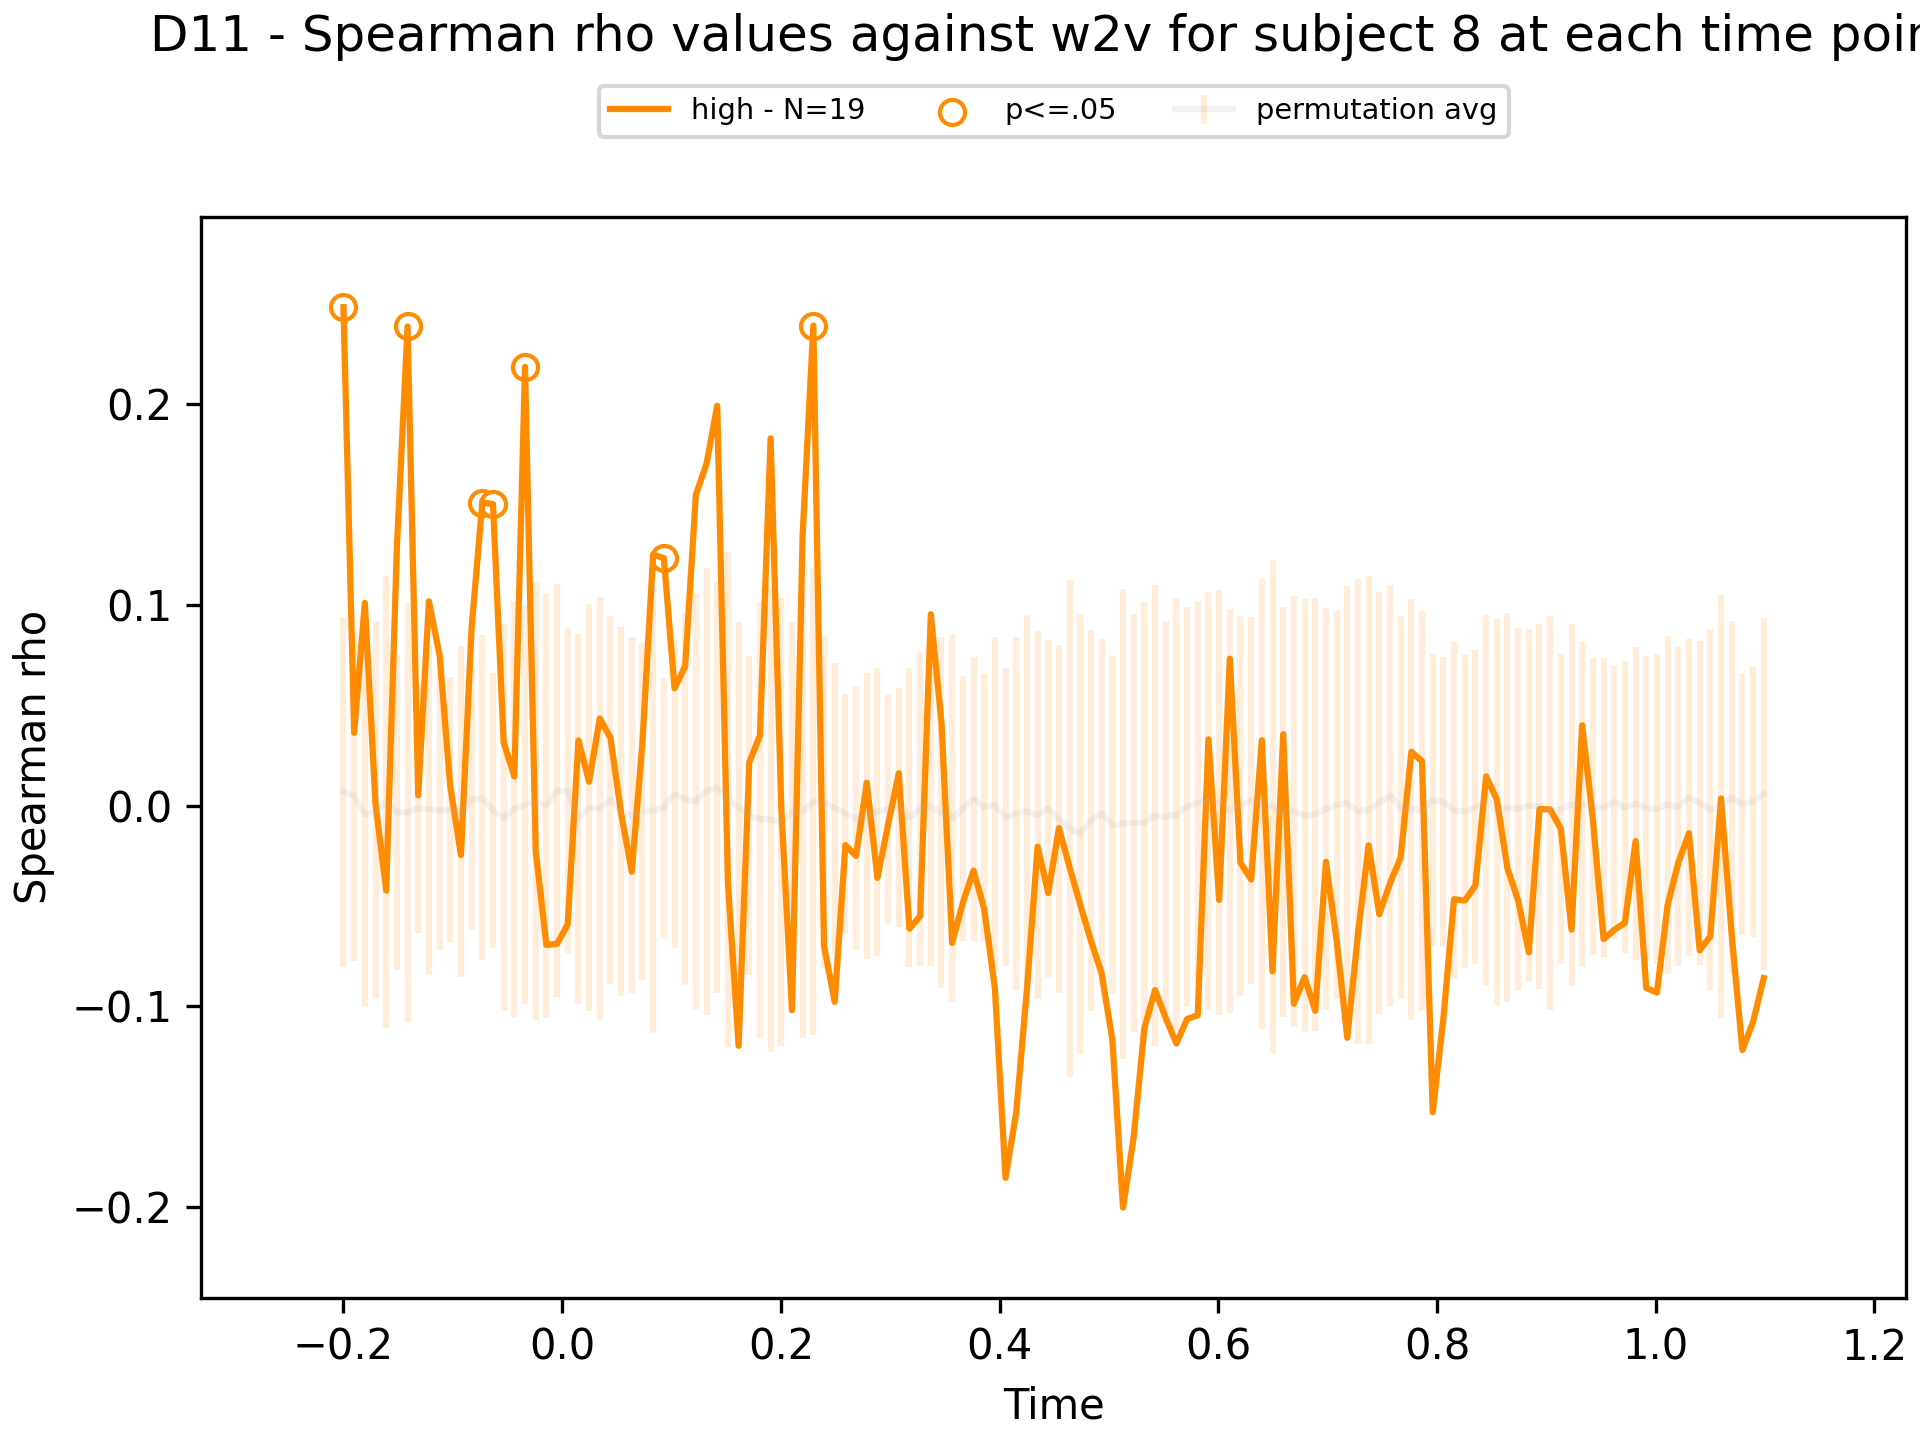 D11 - Spearman rho values against w2v for subject 8 at each time poi
high - N=19 p<=.05 permutation avg
Spearman rho
0.2
0.1
0.0
−0.1
−0.2
−0.2 0.0 0.2 0.4 0.6 0.8 1.0 1.2
Time